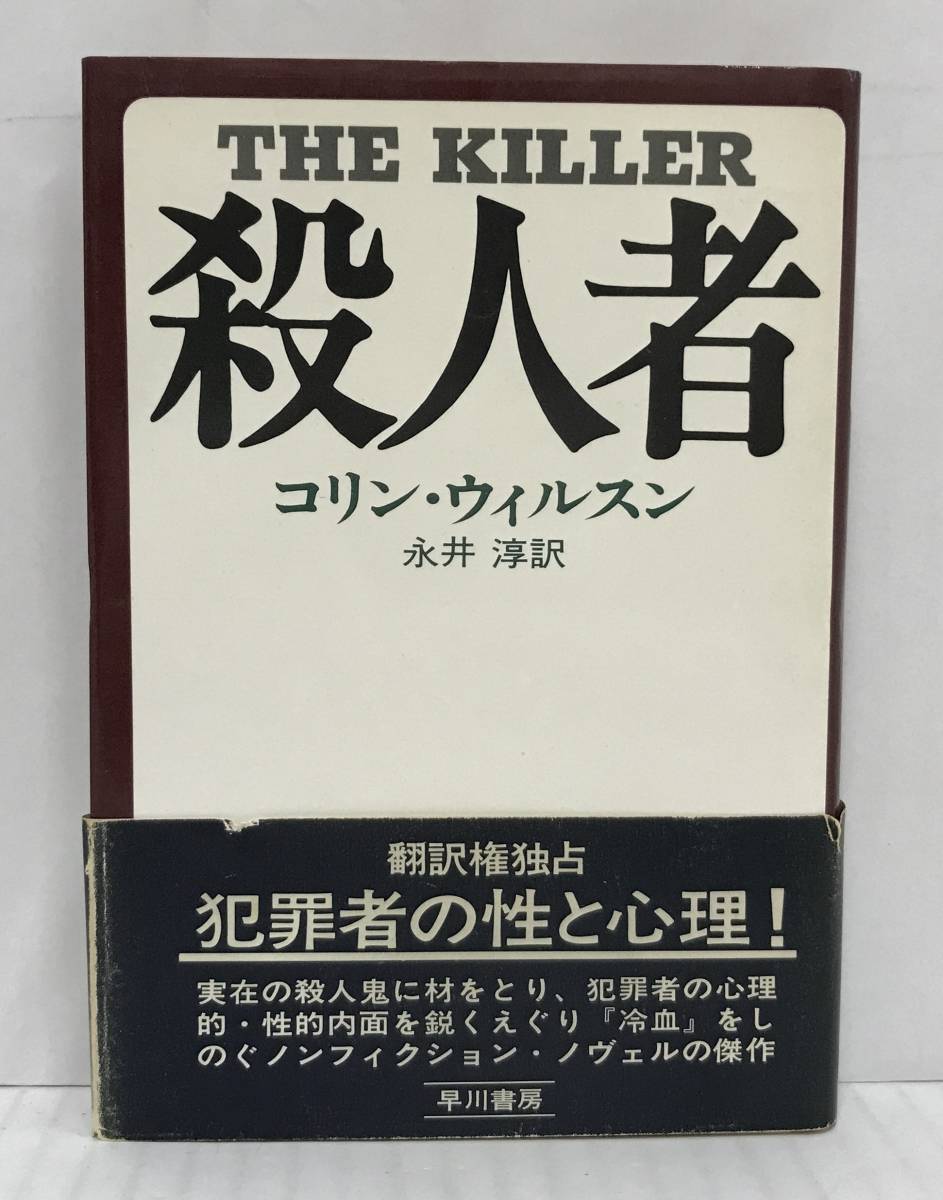 THE KILLER
殺人者
コリン・ウィルスン
永井 淳訳
翻訳権独占
犯罪者の性と心理!
実在の殺人鬼に材をとり、犯罪者の心理
的・性的内面を鋭くえぐり『冷血』をし
のぐノンフィクション・ノヴェルの傑作
早川書房